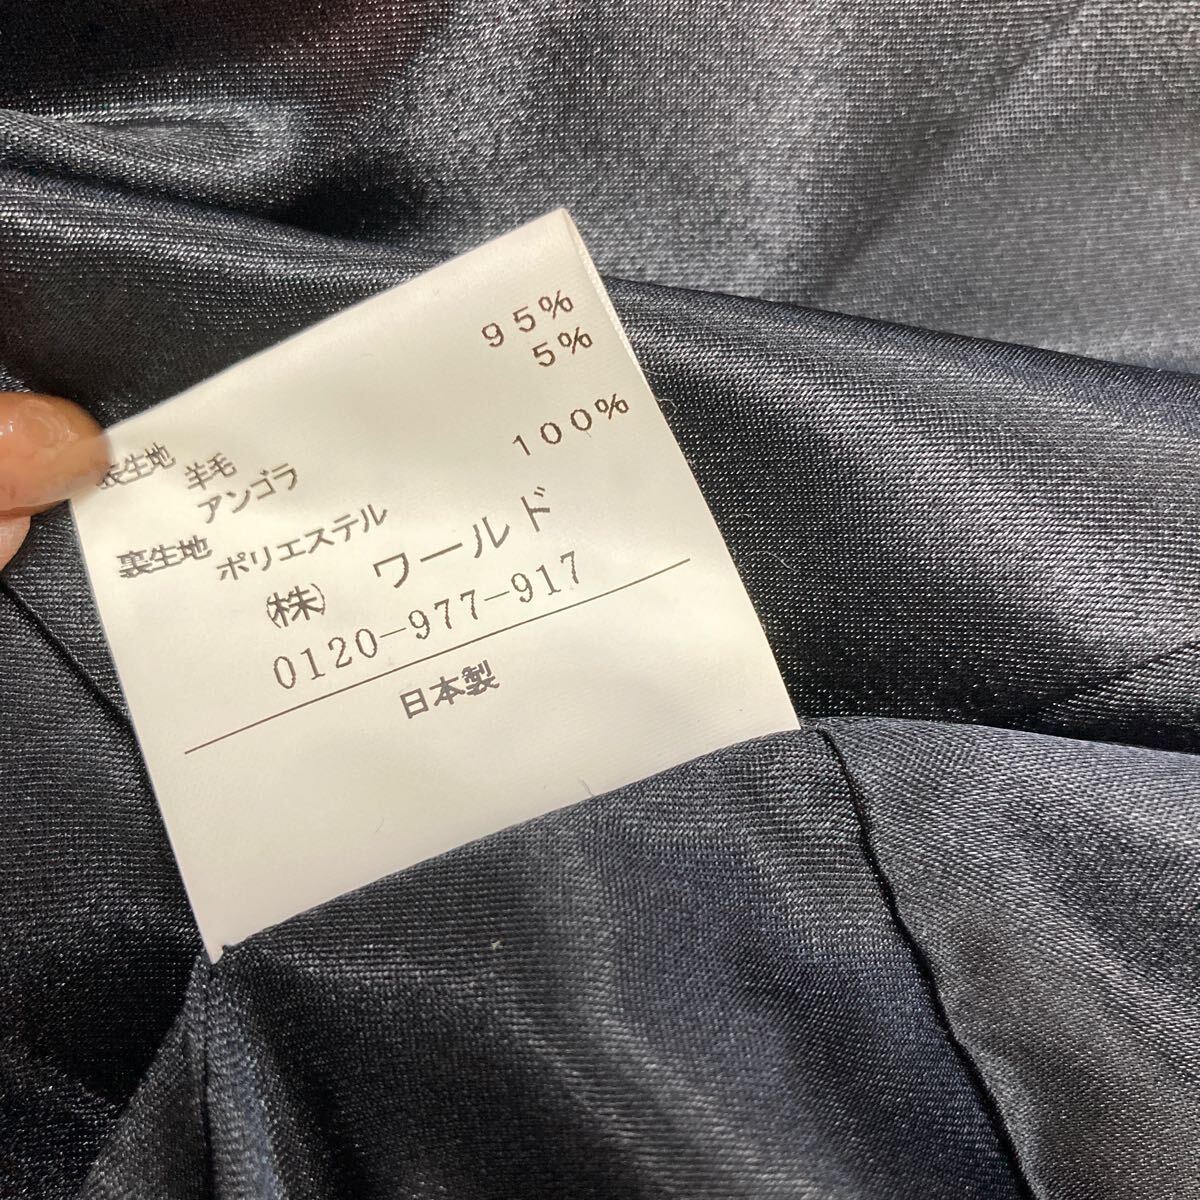 表生地 羊毛 95%
アンゴラ 5%
裏生地 ポリエステル 100%
(株) ワールド
0120-977-917
日本製